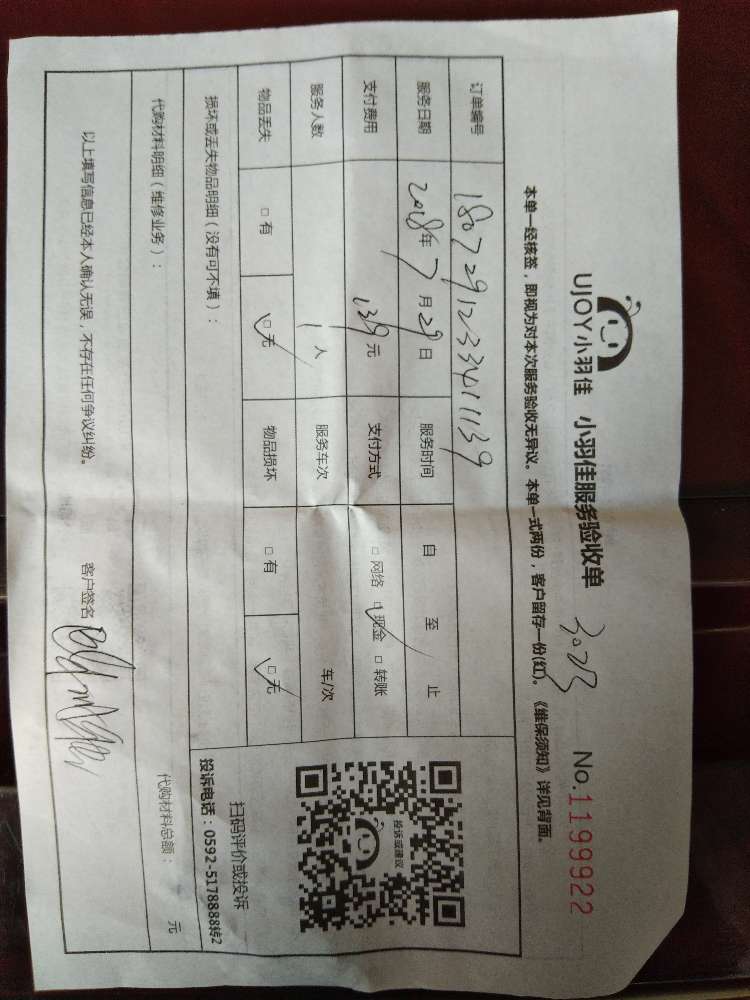 UJOY小羽佳 小羽佳服务验收单 3023 No.1199922
本单一经核签，即视为对本次服务验收无异议。本单一式两份，客户留存一份(红)。《维保须知》详见背面。
订单编号 180729123341139
服务日期 2018年7月29日 服务时间 自 至 止
支付费用 139元 支付方式 □网络 □现金 □转账
服务人数 1人 服务车次 车/次
物品丢失 □有 □无 物品损坏 □有 □无
投诉或建议
扫码评价或投诉
投诉电话：0592-5178888转2
损坏或丢失物品明细（没有可不填）：
代购材料明细（维修业务）： 代购材料总额： 元
以上填写信息已经本人确认无误，不存在任何争议纠纷。 客户签名